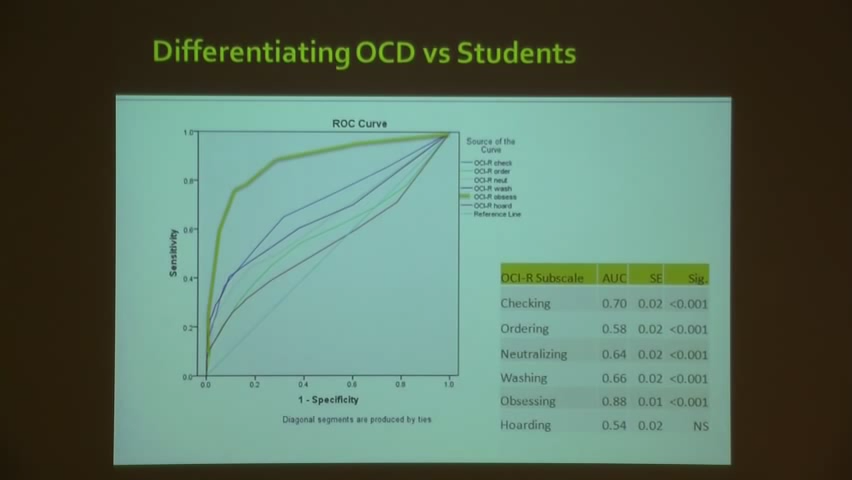 Differentiating OCD vs Students
ROC Curve
Source of the
Curve
OCI-R check
OCI-R order
OCI-R neut
OCI-R wash
OCI-R obsess
OCI-R hoard
Reference Line
Sensitivity
1.0
0.8
0.6
0.4
0.2
0.0
0.0 0.2 0.4 0.6 0.8 1.0
1 - Specificity
Diagonal segments are produced by ties
OCI-R Subscale AUC SE Sig.
Checking 0.70 0.02 <0.001
Ordering 0.58 0.02 <0.001
Neutralizing 0.64 0.02 <0.001
Washing 0.66 0.02 <0.001
Obsessing 0.88 0.01 <0.001
Hoarding 0.54 0.02 NS